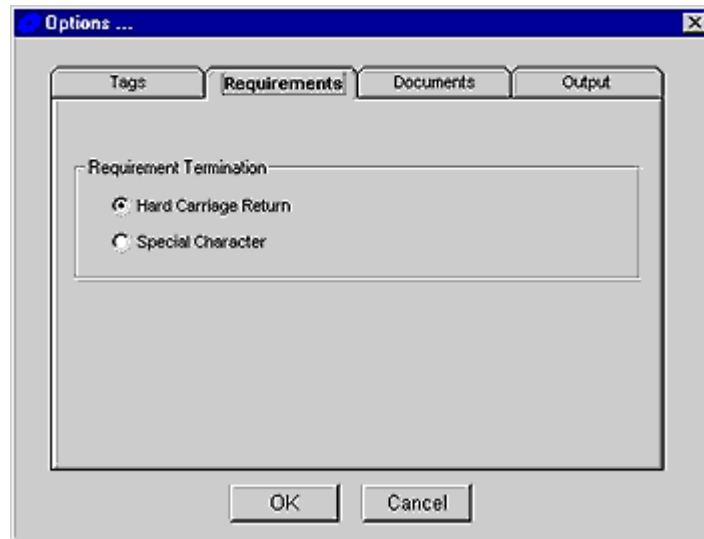 Options ...
Tags Requirements Documents Output
Requirement Termination
Hard Carriage Return
Special Character
OK Cancel